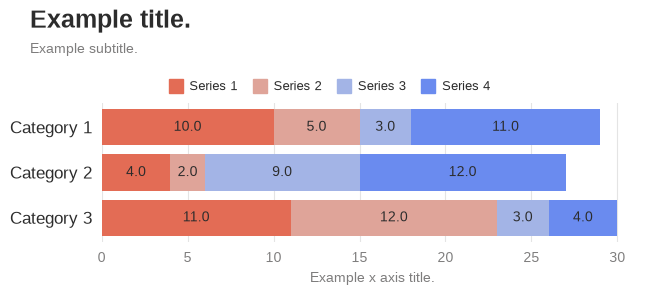 Example title.
Example subtitle.
Series 1 Series 2 Series 3 Series 4
Category 1 10.0 5.0 3.0 11.0
Category 2 4.0 2.0 9.0 12.0
Category 3 11.0 12.0 3.0 4.0
0 5 10 15 20 25 30
Example x axis title.